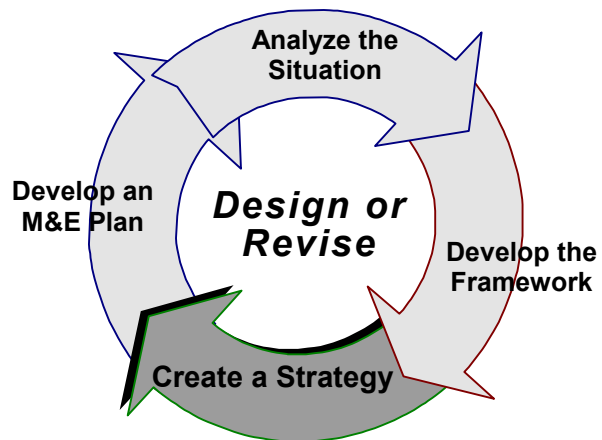 Analyze the
Situation
Develop an
M&E Plan
Design or
Revise
Develop the
Framework
Create a Strategy